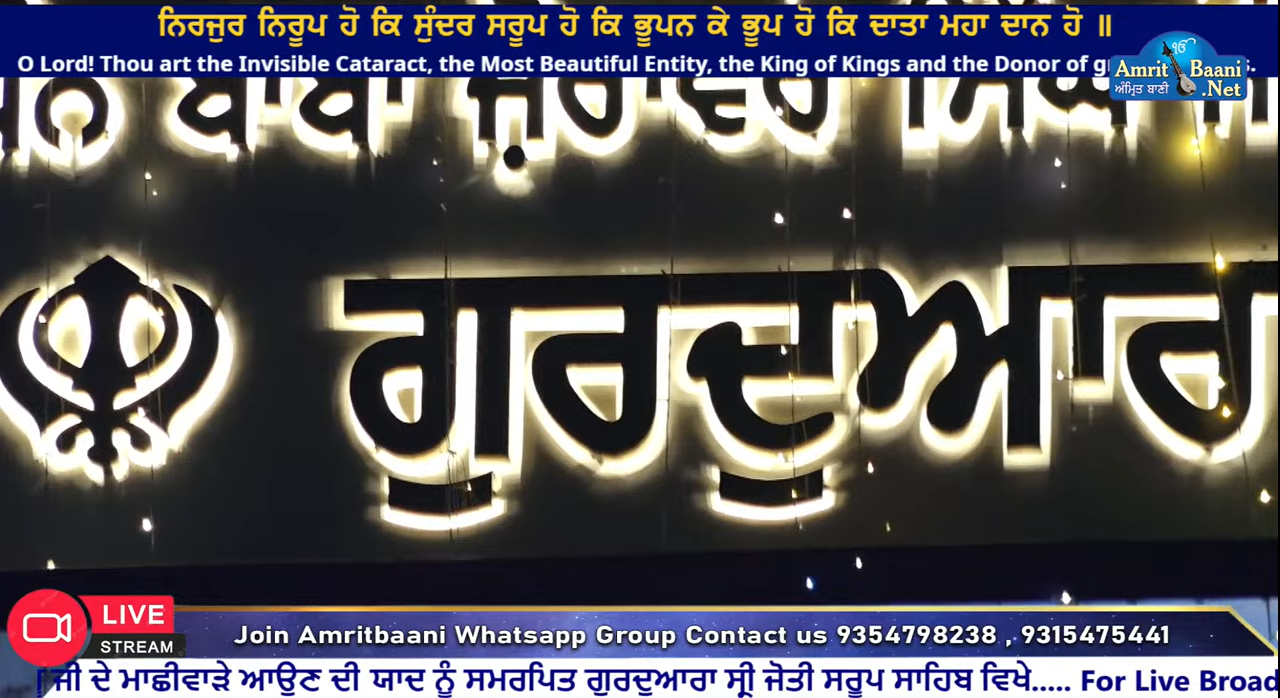 ਨਿਰਜੁਰ ਨਿਰੂਪ ਹੋ ਕਿ ਸੁੰਦਰ ਸਰੂਪ ਹੋ ਕਿ ਭੂਪਨ ਕੇ ਭੂਪ ਹੋ ਕਿ ਦਾਤਾ ਮਹਾ ਦਾਨ ਹੋ ॥
O Lord! Thou art the Invisible Cataract, the Most Beautiful Entity, the King of Kings and the Donor of
Amrit Baani
ਅੰਮ੍ਰਿਤ ਬਾਣੀ .Net
ਬਾਬਾ ਜ਼ੋਰਾਵਰ ਸਿੰਘ
ਗੁਰਦੁਆਰ
LIVE
STREAM
Join Amritbaani Whatsapp Group Contact us 9354798238 , 9315475441
ਜੀ ਦੇ ਮਾਛੀਵਾੜੇ ਆਉਣ ਦੀ ਯਾਦ ਨੂੰ ਸਮਰਪਿਤ ਗੁਰਦੁਆਰਾ ਸ੍ਰੀ ਜੋਤੀ ਸਰੂਪ ਸਾਹਿਬ ਵਿਖੇ..... For Live Broad